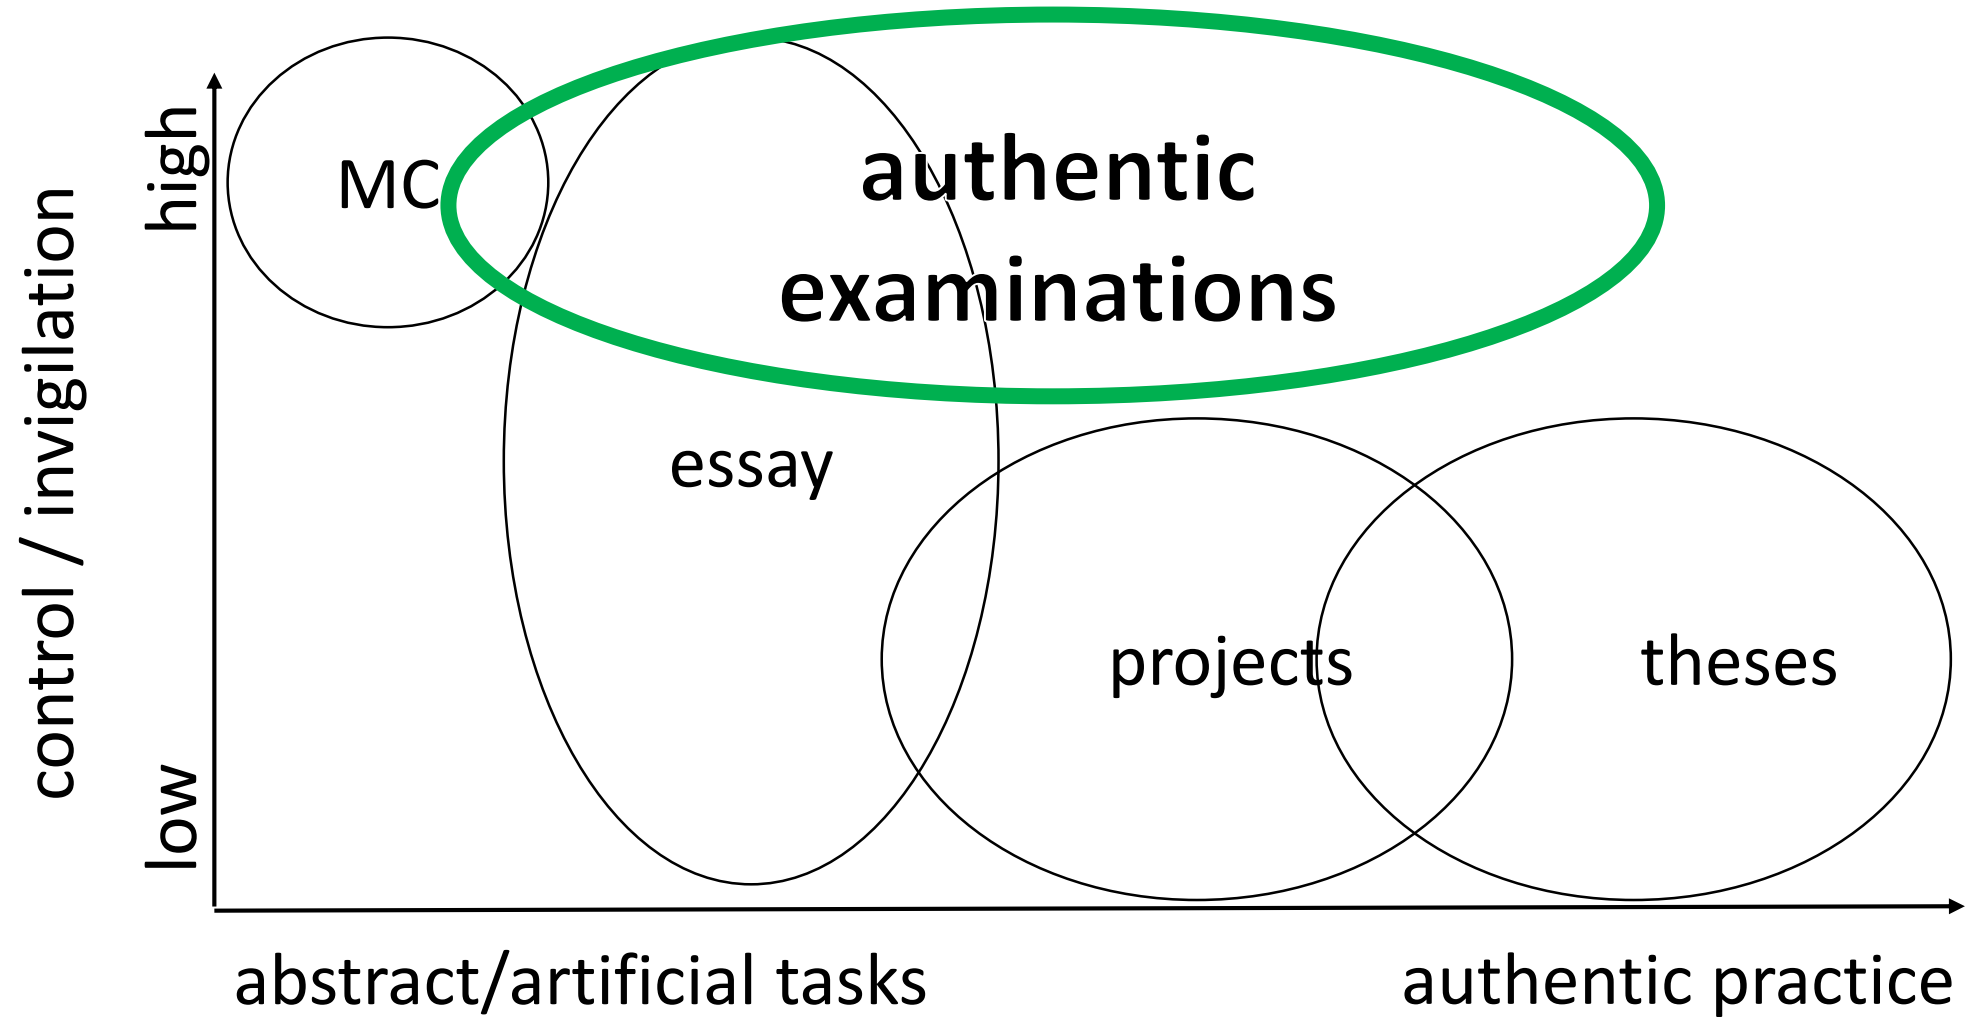 control / invigilation
high
low
MC
authentic
examinations
essay
projects
theses
abstract/artificial tasks
authentic practice